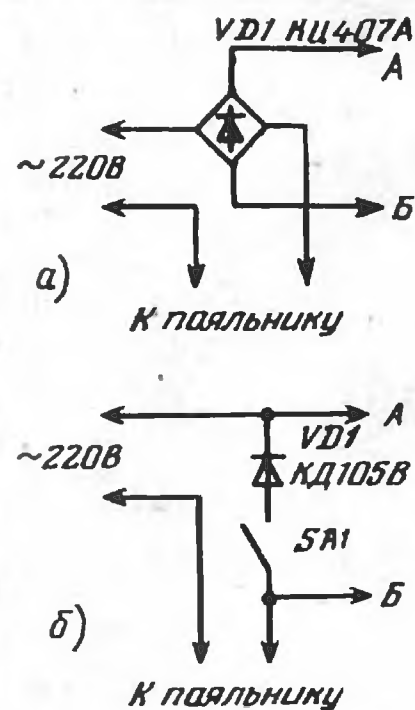 VD1 КЦ407А
А
~220В
Б
а)
К паяльнику
А
VD1
~220В
КД105В
SA1
Б
б)
К паяльнику